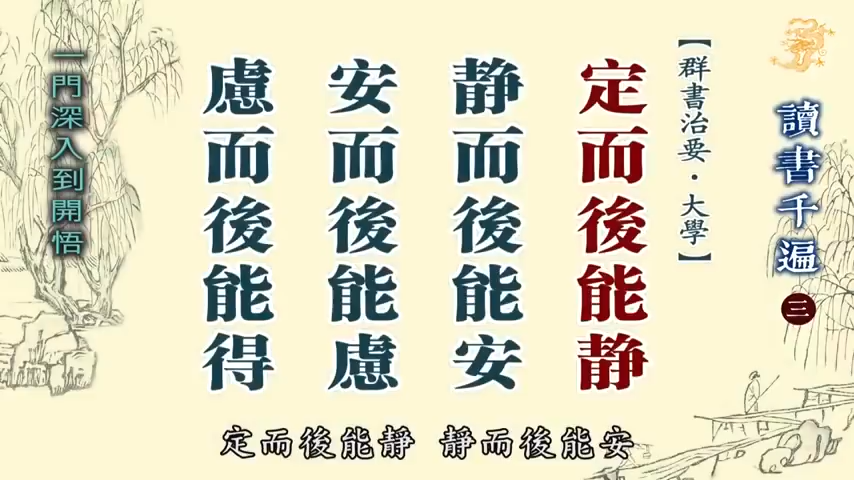 讀書千遍 三
【群書治要·大學】
定而後能静
静而後能安
安而後能慮
慮而後能得
一門深入到開悟
定而後能靜 靜而後能安